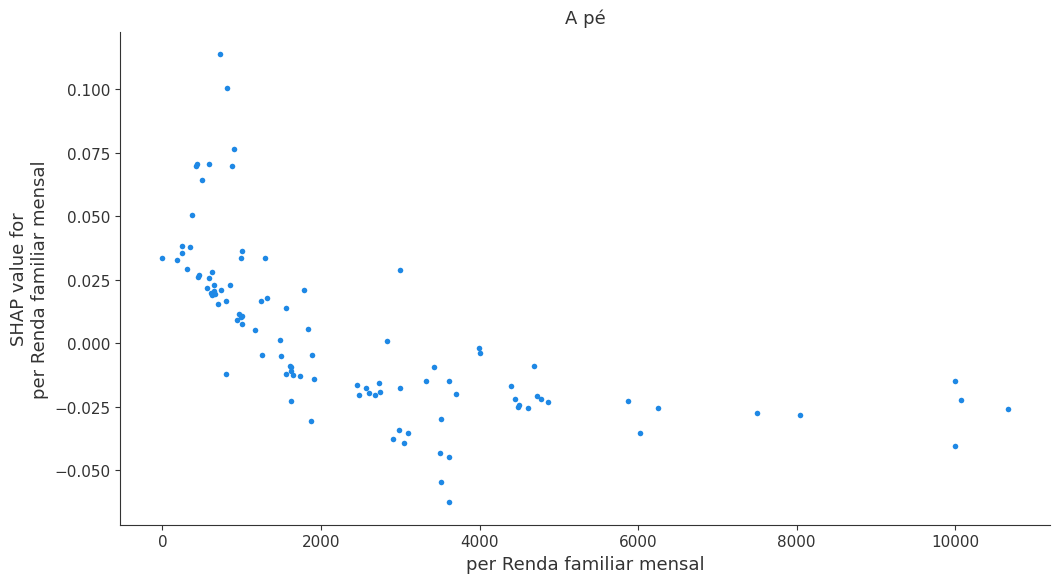 A pé
SHAP value for
per Renda familiar mensal
0.100
0.075
0.050
0.025
0.000
−0.025
−0.050
0 2000 4000 6000 8000 10000
per Renda familiar mensal